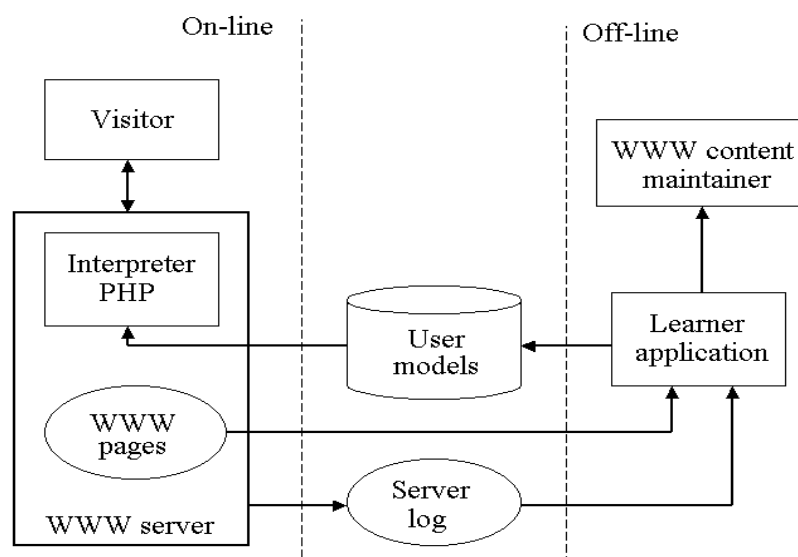 On-line
Off-line
Visitor
WWW content
maintainer
Interpreter
PHP
User
models
Learner
application
WWW
pages
Server
log
WWW server